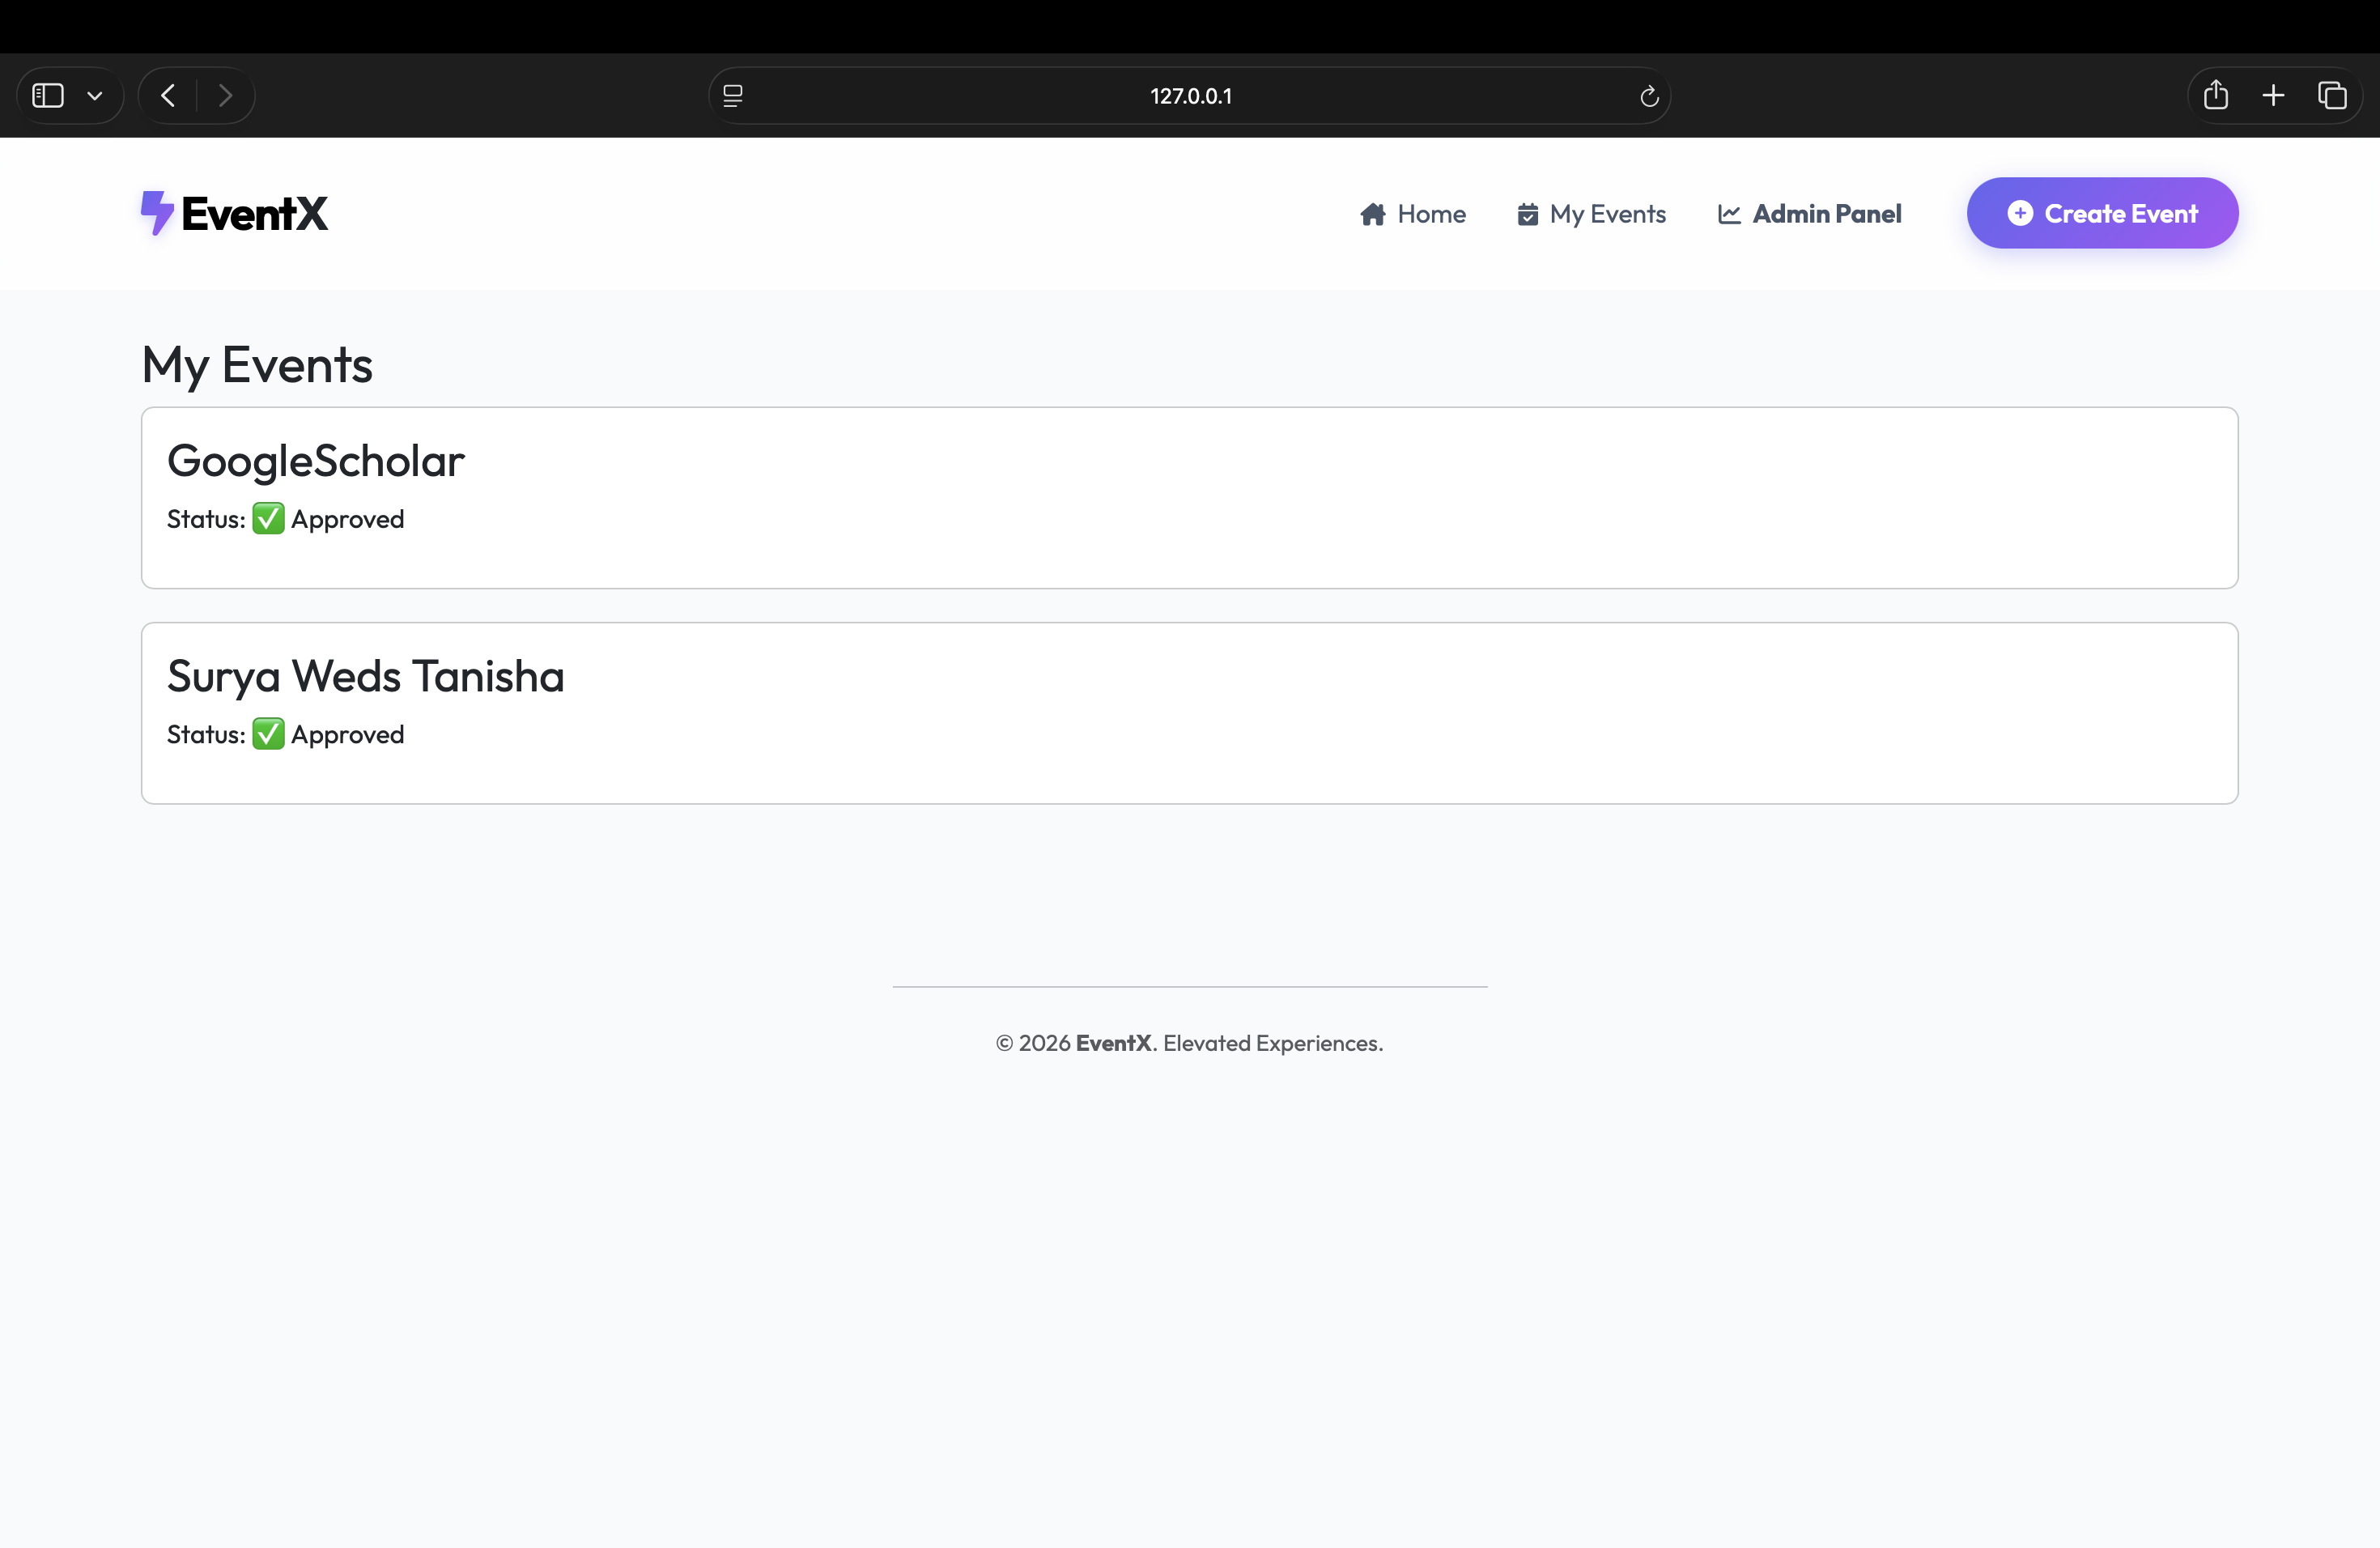 127.0.0.1
EventX
Home
My Events
Admin Panel
Create Event
My Events
GoogleScholar
Status: ✅ Approved
Surya Weds Tanisha
Status: ✅ Approved
© 2026 EventX. Elevated Experiences.